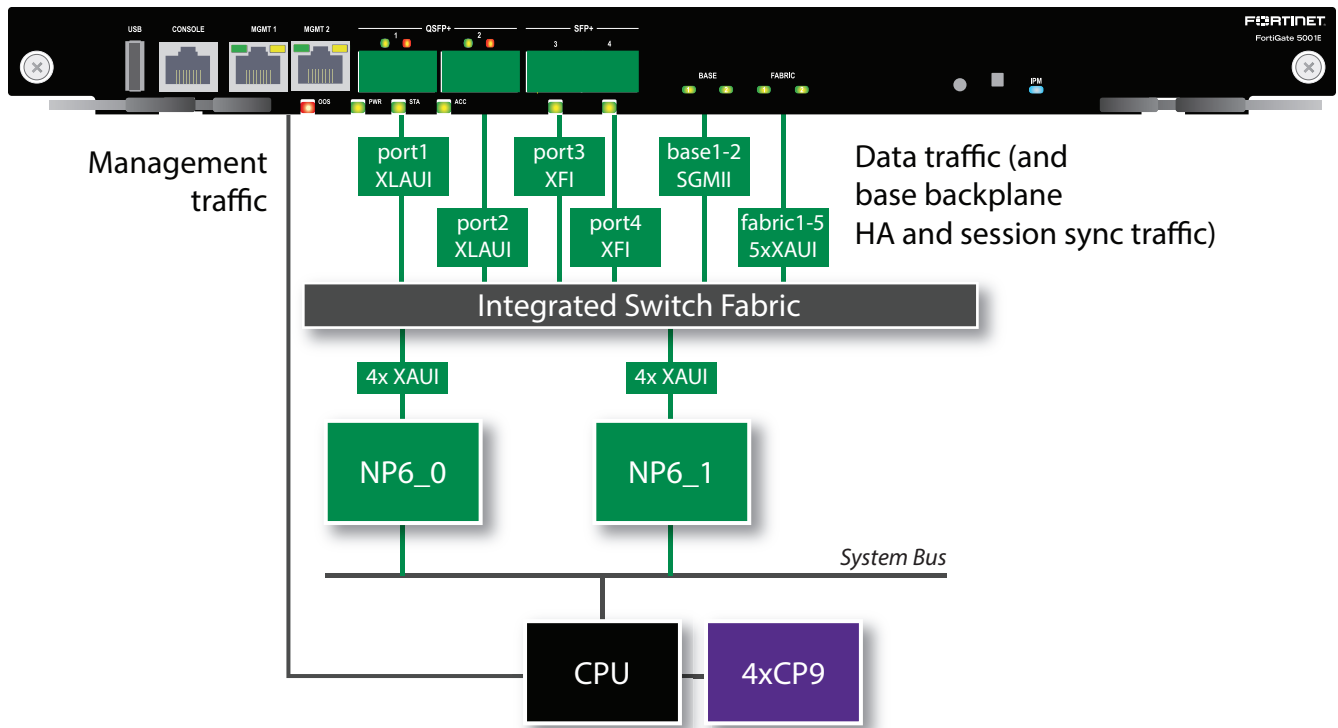 USB
CONSOLE
MGMT 1
MGMT 2
QSFP+
1
2
SFP+
3
4
FORTINET
FortiGate 5001E
BASE
FABRIC
IPM
OOS
PWR
STA
ACC
Management
traffic
port1
XLAUI
port2
XLAUI
port3
XFI
port4
XFI
base1-2
SGMII
fabric1-5
5xXAUI
Data traffic (and
base backplane
HA and session sync traffic)
Integrated Switch Fabric
4x XAUI
4x XAUI
NP6_0
NP6_1
System Bus
CPU
4xCP9